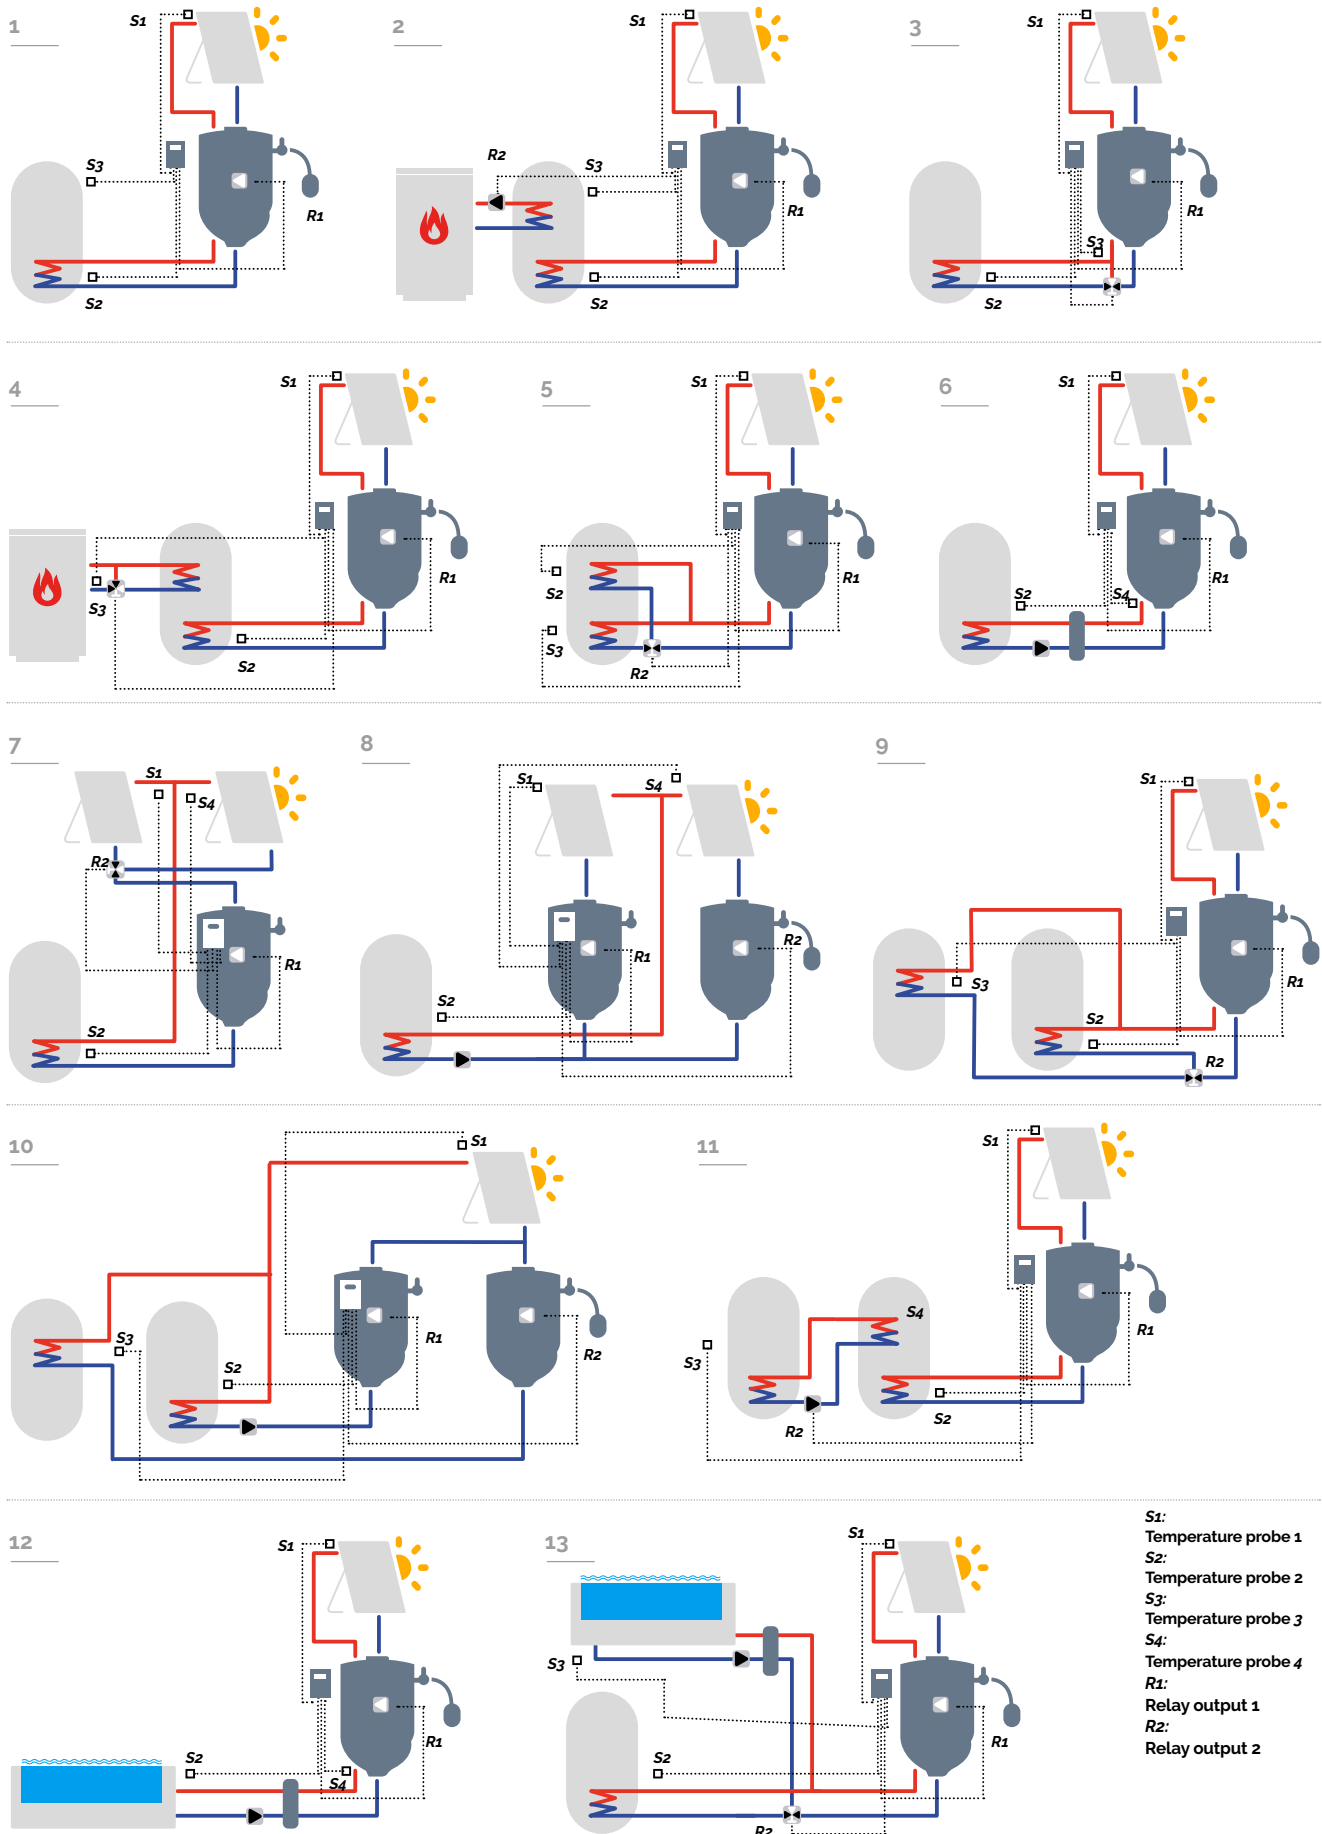 1
S1
S3
R1
S2
2
S1
R2
S3
R1
S2
3
S1
R1
S3
S2
4
S1
R1
S3
S2
5
S1
R1
S2
S3
R2
6
S1
R1
S2
S4
7
S1
S4
R2
R1
S2
8
S1
S4
R2
R1
S2
9
S1
S3
R1
S2
R2
10
S1
S3
R1
R2
S2
11
S1
S4
R1
S3
S2
R2
12
S1
R1
S2
S4
13
S1
S3
R1
S2
R2
S1:
Temperature probe 1
S2:
Temperature probe 2
S3:
Temperature probe 3
S4:
Temperature probe 4
R1:
Relay output 1
R2:
Relay output 2